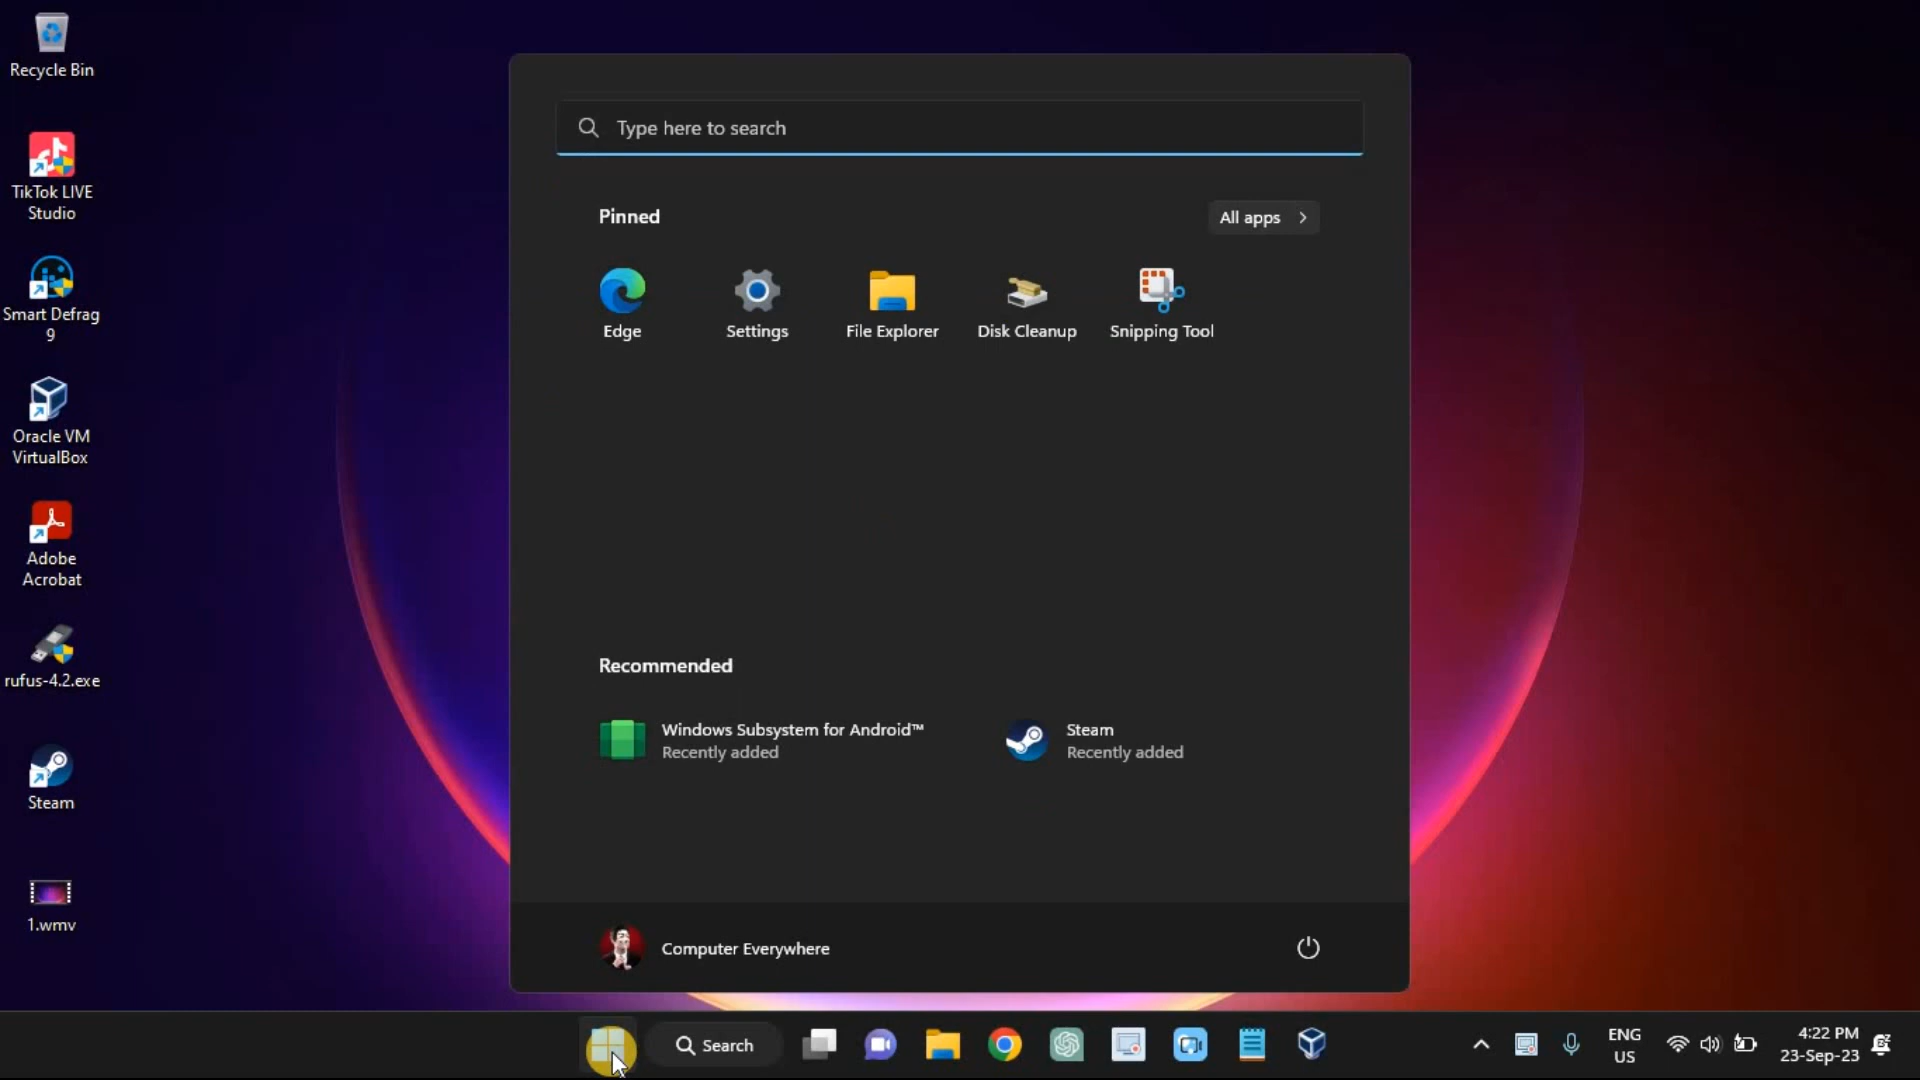 Recycle Bin
TikTok LIVE
Studio
Smart Defrag
9
Oracle VM
VirtualBox
Adobe
Acrobat
rufus-4.2.exe
Steam
1.wmv
Type here to search
Pinned
All apps
Edge
Settings
File Explorer
Disk Cleanup
Snipping Tool
Recommended
Windows Subsystem for Android™
Recently added
Steam
Recently added
Computer Everywhere
Search
ENG
US
4:22 PM
23-Sep-23